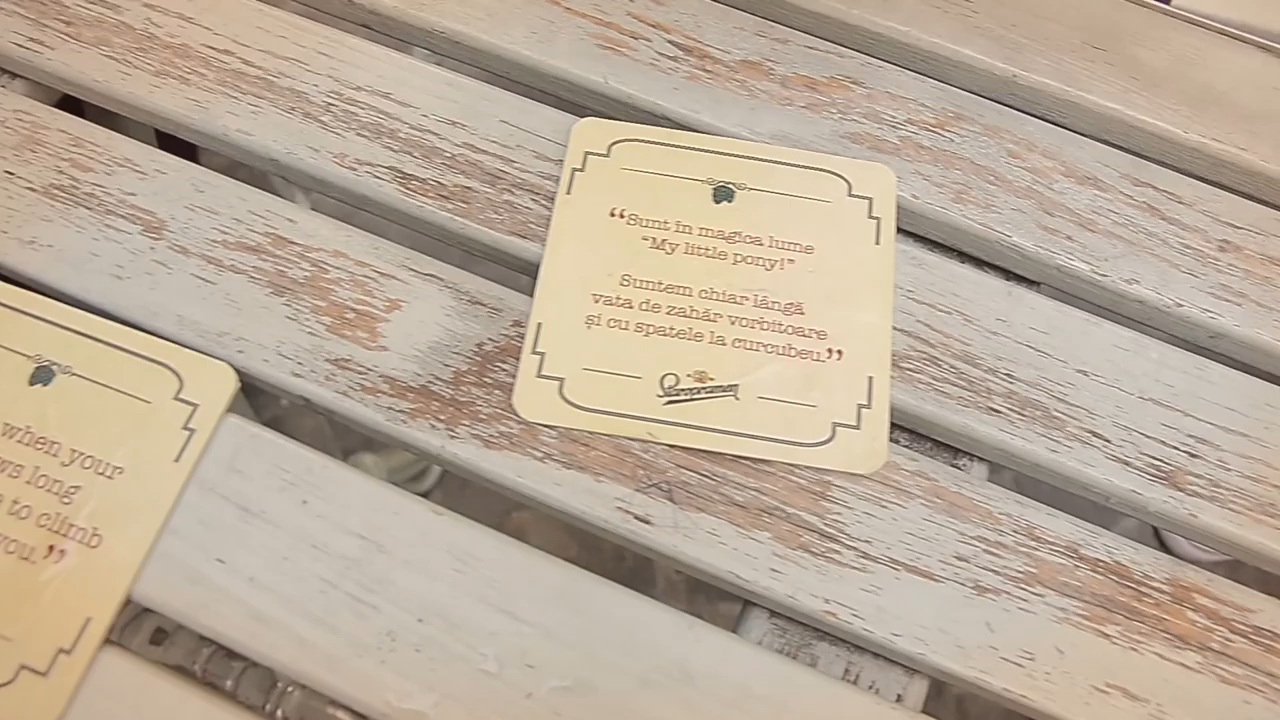 “Sunt în magica lume
“My little pony!”
Suntem chiar lângă
vata de zahăr vorbitoare
și cu spatele la curcubeu.”
Staropramen
when your
ws long
to climb
you.”